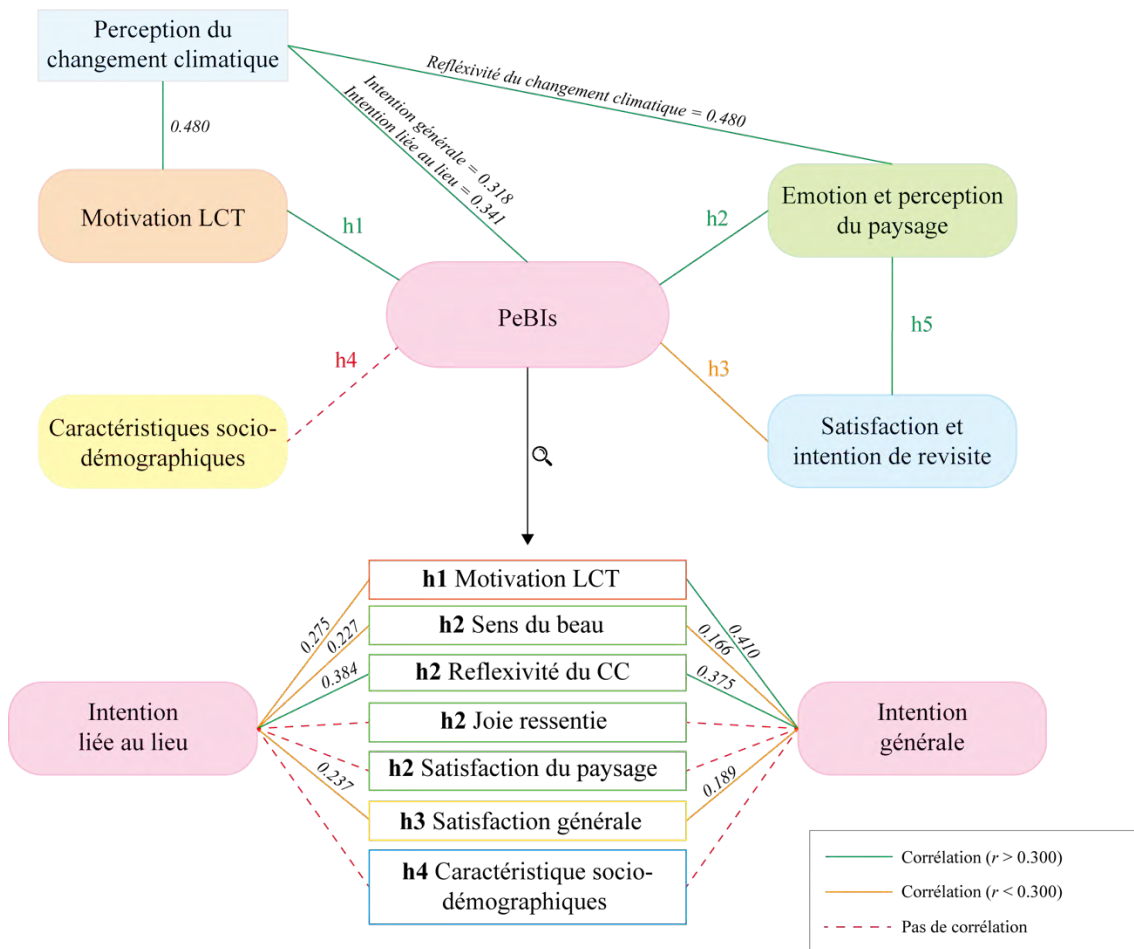 Perception du
changement climatique
0.480
Refléxivité du changement climatique = 0.480
Intention générale = 0.318
Intention liée au lieu = 0.341
Motivation LCT
h1
h2
Emotion et perception
du paysage
PeBIs
h5
h4
h3
Caractéristiques socio-
démographiques
Satisfaction et
intention de revisite
h1 Motivation LCT
0.275
0.410
h2 Sens du beau
0.227
0.166
h2 Reflexivité du CC
0.384
0.375
Intention
liée au lieu
h2 Joie ressentie
Intention
générale
h2 Satisfaction du paysage
0.237
0.189
h3 Satisfaction générale
h4 Caractéristique socio-
démographiques
Corrélation (r > 0.300)
Corrélation (r < 0.300)
Pas de corrélation